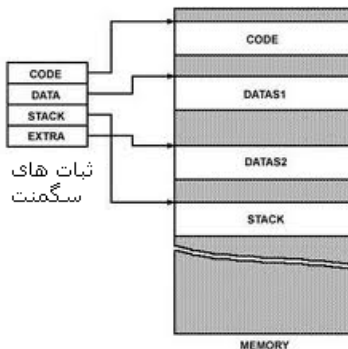 CODE
DATA
STACK
EXTRA
ثبات های
سگمنت
CODE
DATAS1
DATAS2
STACK
MEMORY